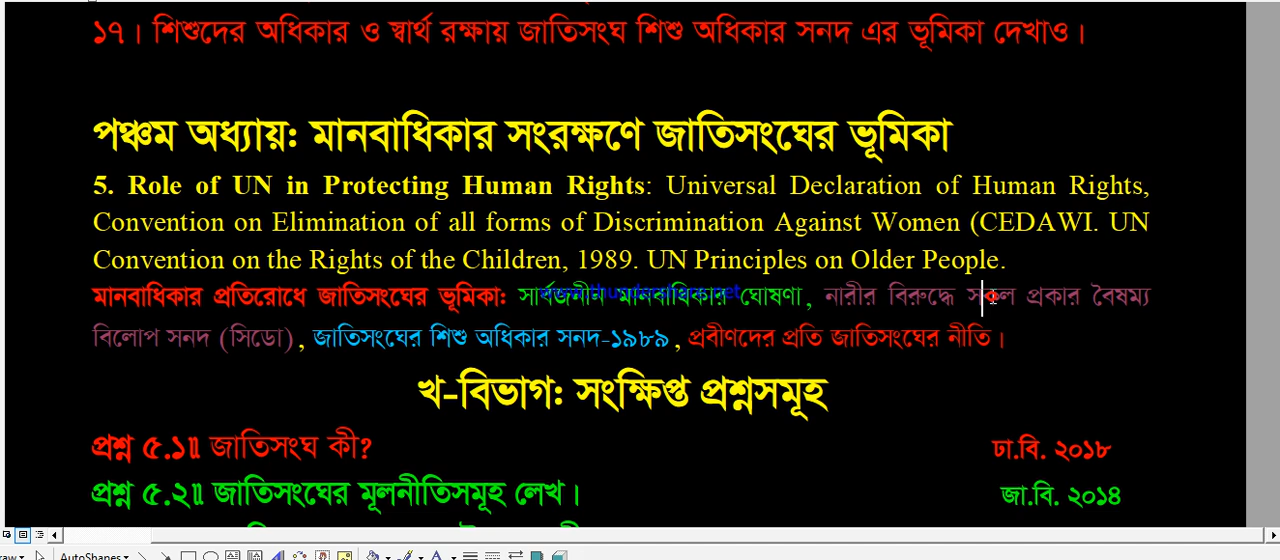 ১৭। শিশুদের অধিকার ও স্বার্থ রক্ষায় জাতিসংঘ শিশু অধিকার সনদ এর ভূমিকা দেখাও।
পঞ্চম অধ্যায়: মানবাধিকার সংরক্ষণে জাতিসংঘের ভূমিকা
5. Role of UN in Protecting Human Rights: Universal Declaration of Human Rights,
Convention on Elimination of all forms of Discrimination Against Women (CEDAWI. UN
Convention on the Rights of the Children, 1989. UN Principles on Older People.
মানবাধিকার প্রতিরোধে জাতিসংঘের ভূমিকা: সার্বজনীন মানবাধিকার ঘোষণা, নারীর বিরুদ্ধে সকল প্রকার বৈষম্য
বিলোপ সনদ (সিডো), জাতিসংঘের শিশু অধিকার সনদ-১৯৮৯, প্রবীণদের প্রতি জাতিসংঘের নীতি।
খ-বিভাগ: সংক্ষিপ্ত প্রশ্নসমূহ
প্রশ্ন ৫.১॥ জাতিসংঘ কী? ঢা.বি. ২০১৮
প্রশ্ন ৫.২॥ জাতিসংঘের মূলনীতিসমূহ লেখ। জা.বি. ২০১৪
AutoShapes